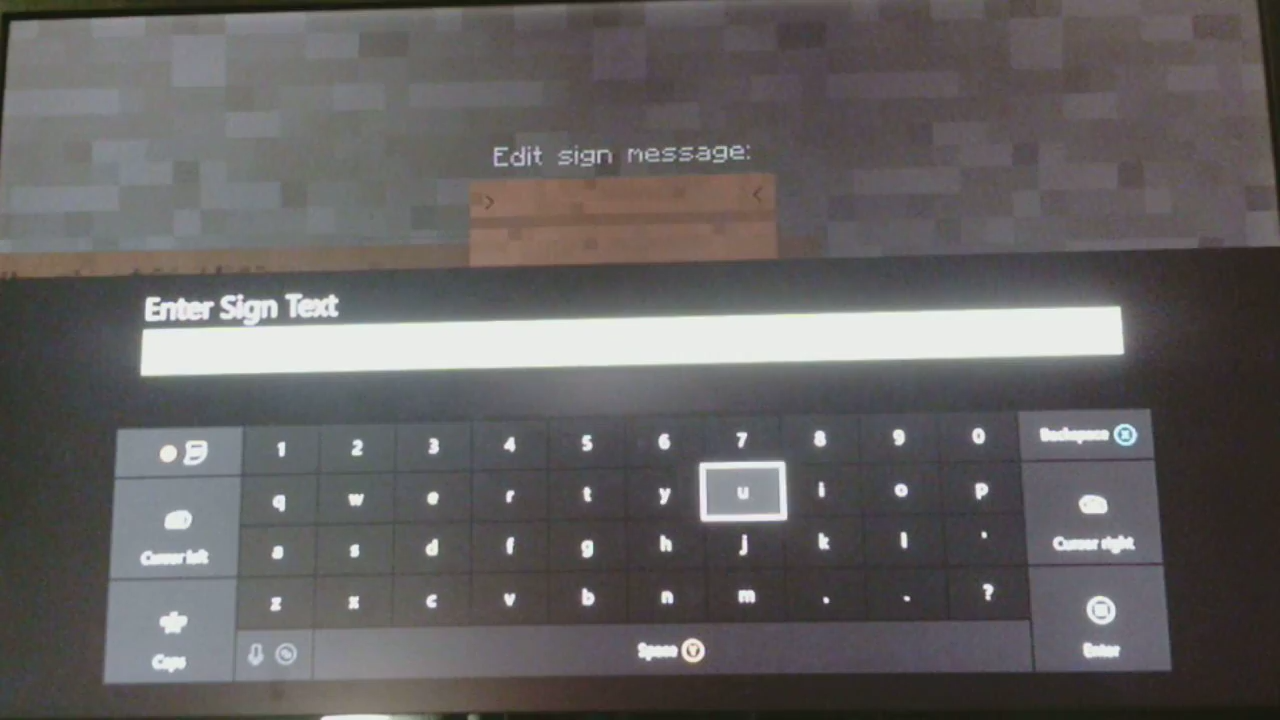 Edit sign message:
> <
Enter Sign Text
1 2 3 4 5 6 7 8 9 0 Backspace X
q w e r t y u i o p
Cursor left a s d f g h j k l ' Cursor right
z x c v b n m , . ?
Caps Space Y Enter